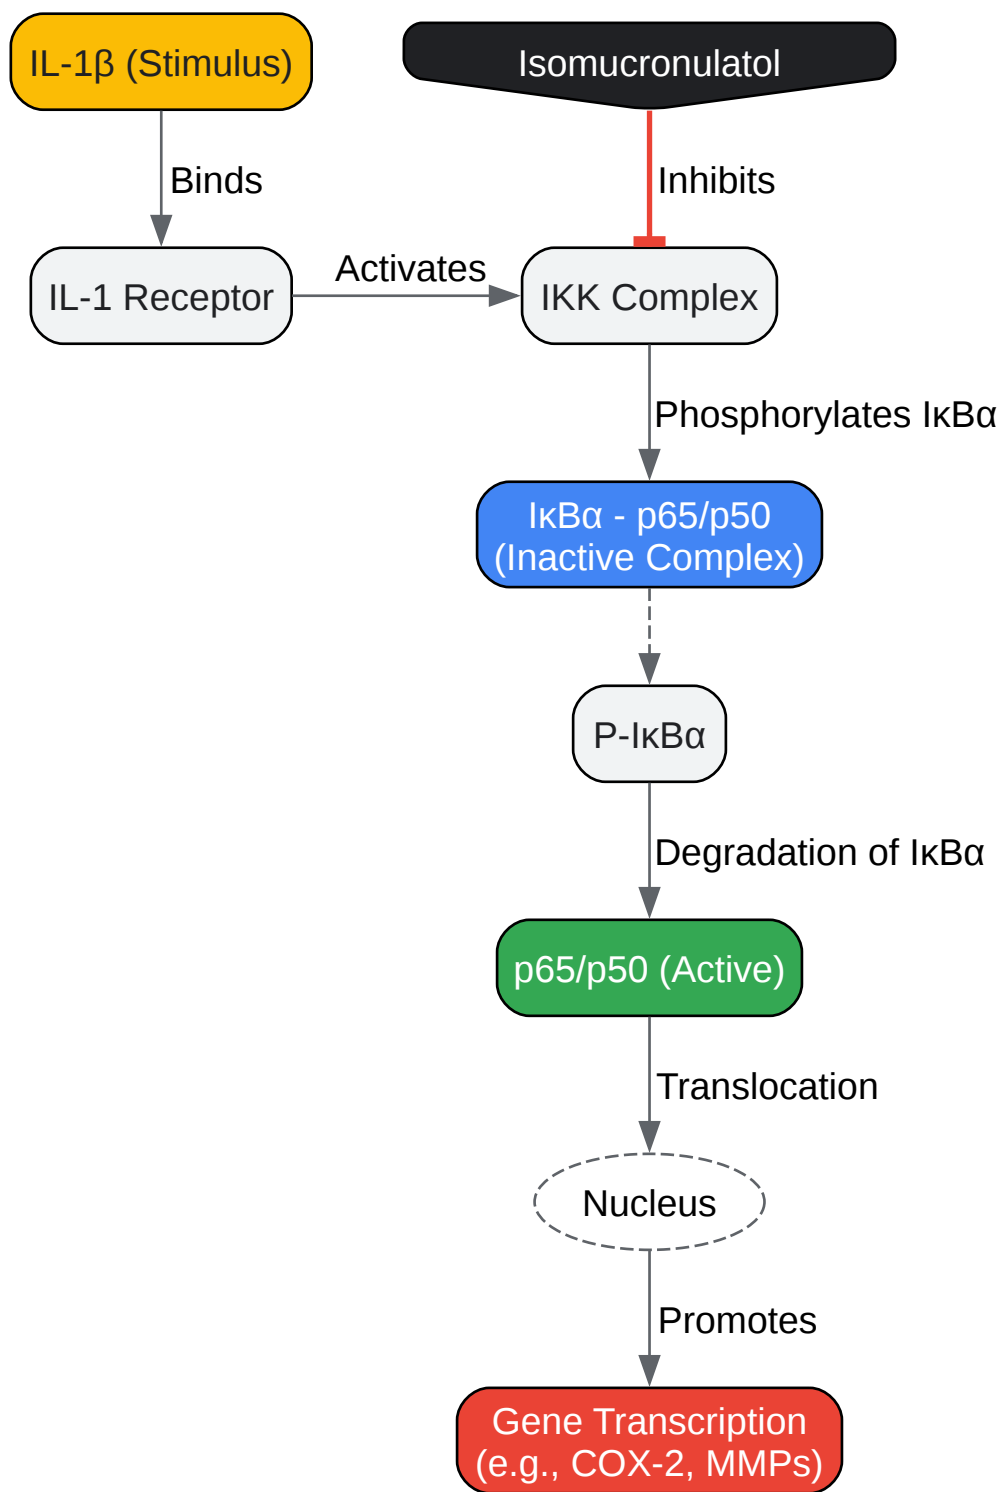 IL-1β (Stimulus)
Isomucronulatol
Binds
Inhibits
IL-1 Receptor
Activates
IKK Complex
Phosphorylates IκBα
IκBα - p65/p50
(Inactive Complex)
P-IκBα
Degradation of IκBα
p65/p50 (Active)
Translocation
Nucleus
Promotes
Gene Transcription
(e.g., COX-2, MMPs)